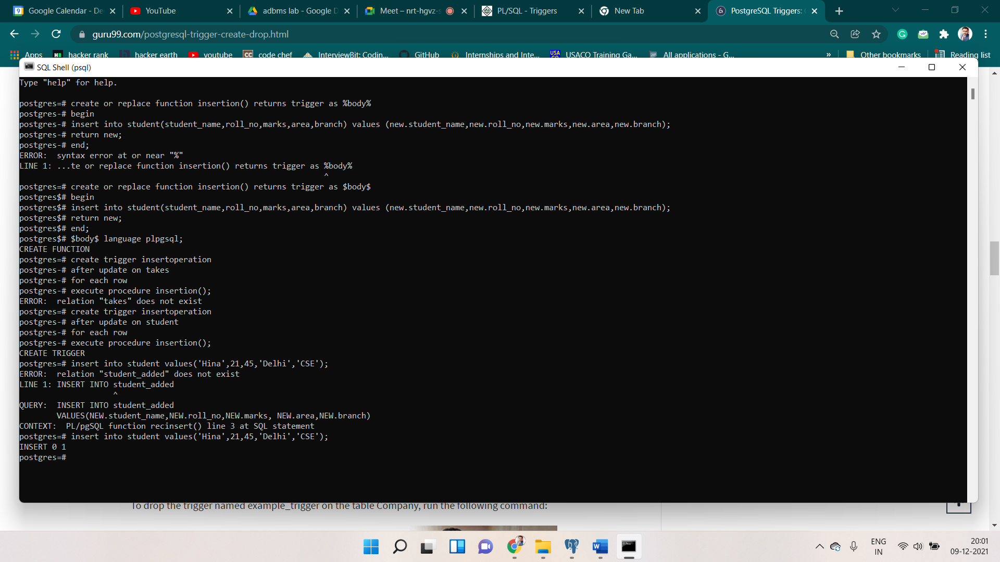 Google Calendar - De
YouTube
adbms lab - Google D
Meet – nrt-hgvz-s
PL/SQL - Triggers
New Tab
PostgreSQL Triggers:
guru99.com/postgresql-trigger-create-drop.html
Apps
hacker rank
hacker earth
youtube
code chef
InterviewBit: Codin...
GitHub
Internships and Inte...
USACO Training Ga...
All applications - G...
»
Other bookmarks
Reading list
SQL Shell (psql)
Type "help" for help.
postgres=# create or replace function insertion() returns trigger as %body%
postgres-# begin
postgres-# insert into student(student_name,roll_no,marks,area,branch) values (new.student_name,new.roll_no,new.marks,new.area,new.branch);
postgres-# return new;
postgres-# end;
ERROR:  syntax error at or near "%"
LINE 1: ...te or replace function insertion() returns trigger as %body%
^
postgres=# create or replace function insertion() returns trigger as $body$
postgres$# begin
postgres$# insert into student(student_name,roll_no,marks,area,branch) values (new.student_name,new.roll_no,new.marks,new.area,new.branch);
postgres$# return new;
postgres$# end;
postgres$# $body$ language plpgsql;
CREATE FUNCTION
postgres=# create trigger insertoperation
postgres-# after update on takes
postgres-# for each row
postgres-# execute procedure insertion();
ERROR:  relation "takes" does not exist
postgres=# create trigger insertoperation
postgres-# after update on student
postgres-# for each row
postgres-# execute procedure insertion();
CREATE TRIGGER
postgres=# insert into student values('Hina',21,45,'Delhi','CSE');
ERROR:  relation "student_added" does not exist
LINE 1: INSERT INTO student_added
^
QUERY:  INSERT INTO student_added
VALUES(NEW.student_name,NEW.roll_no,NEW.marks, NEW.area,NEW.branch)
CONTEXT:  PL/pgSQL function recinsert() line 3 at SQL statement
postgres=# insert into student values('Hina',21,45,'Delhi','CSE');
INSERT 0 1
postgres=#
To drop the trigger named example_trigger on the table Company, run the following command:
ENG
IN
20:01
09-12-2021